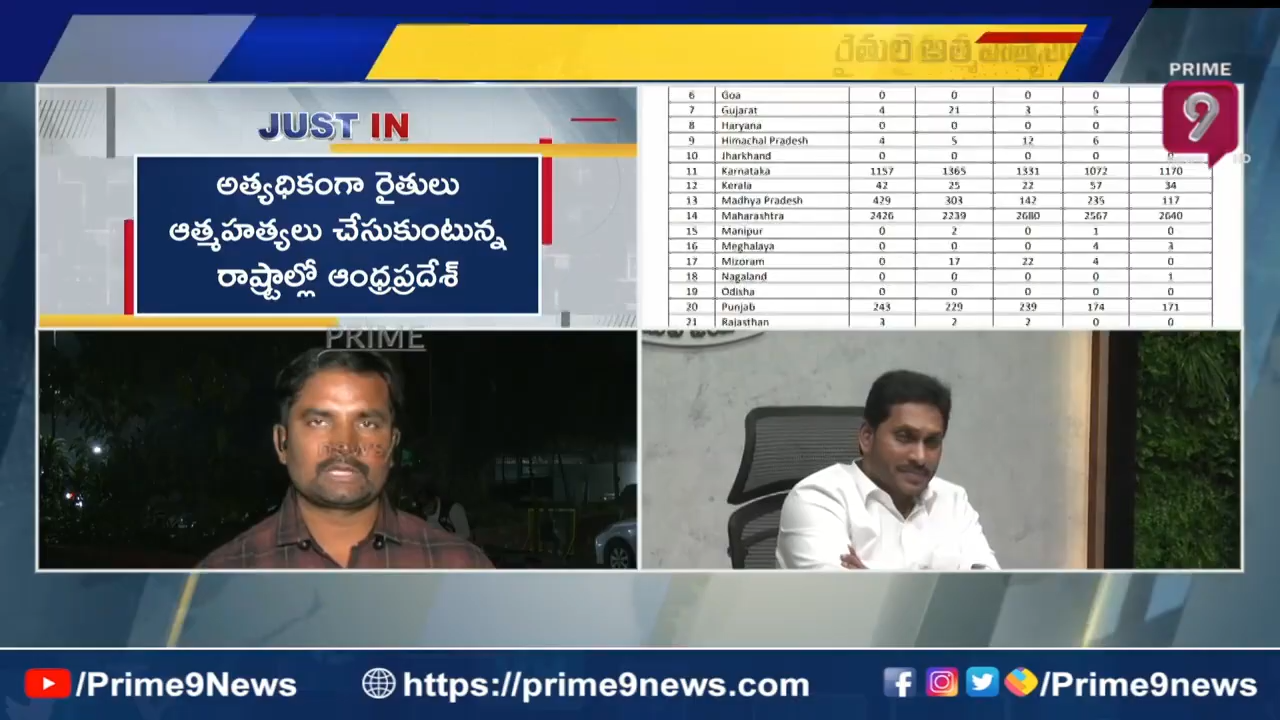 రైతుల ఆత్మహత్య
PRIME
9
JUST IN
అత్యధికంగా రైతులు
ఆత్మహత్యలు చేసుకుంటున్న
రాష్ట్రాల్లో ఆంధ్రప్రదేశ్
6 Goa 0 0 0 0
7 Gujarat 4 21 3 5
8 Haryana 0 0 0 0
9 Himachal Pradesh 4 5 12 6
10 Jharkhand 0 0 0 0 0
11 Karnataka 1157 1365 1331 1072 1170
12 Kerala 42 25 22 57 34
13 Madhya Pradesh 429 303 142 235 117
14 Maharashtra 2426 2239 2680 2567 2640
15 Manipur 0 2 0 1 0
16 Meghalaya 0 0 0 4 3
17 Mizoram 0 17 22 4 0
18 Nagaland 0 0 0 0 1
19 Odisha 0 0 0 0 0
20 Punjab 243 229 239 174 171
21 Rajasthan 3 2 2 0 0
PRIME
/Prime9News
https://prime9news.com
/Prime9news